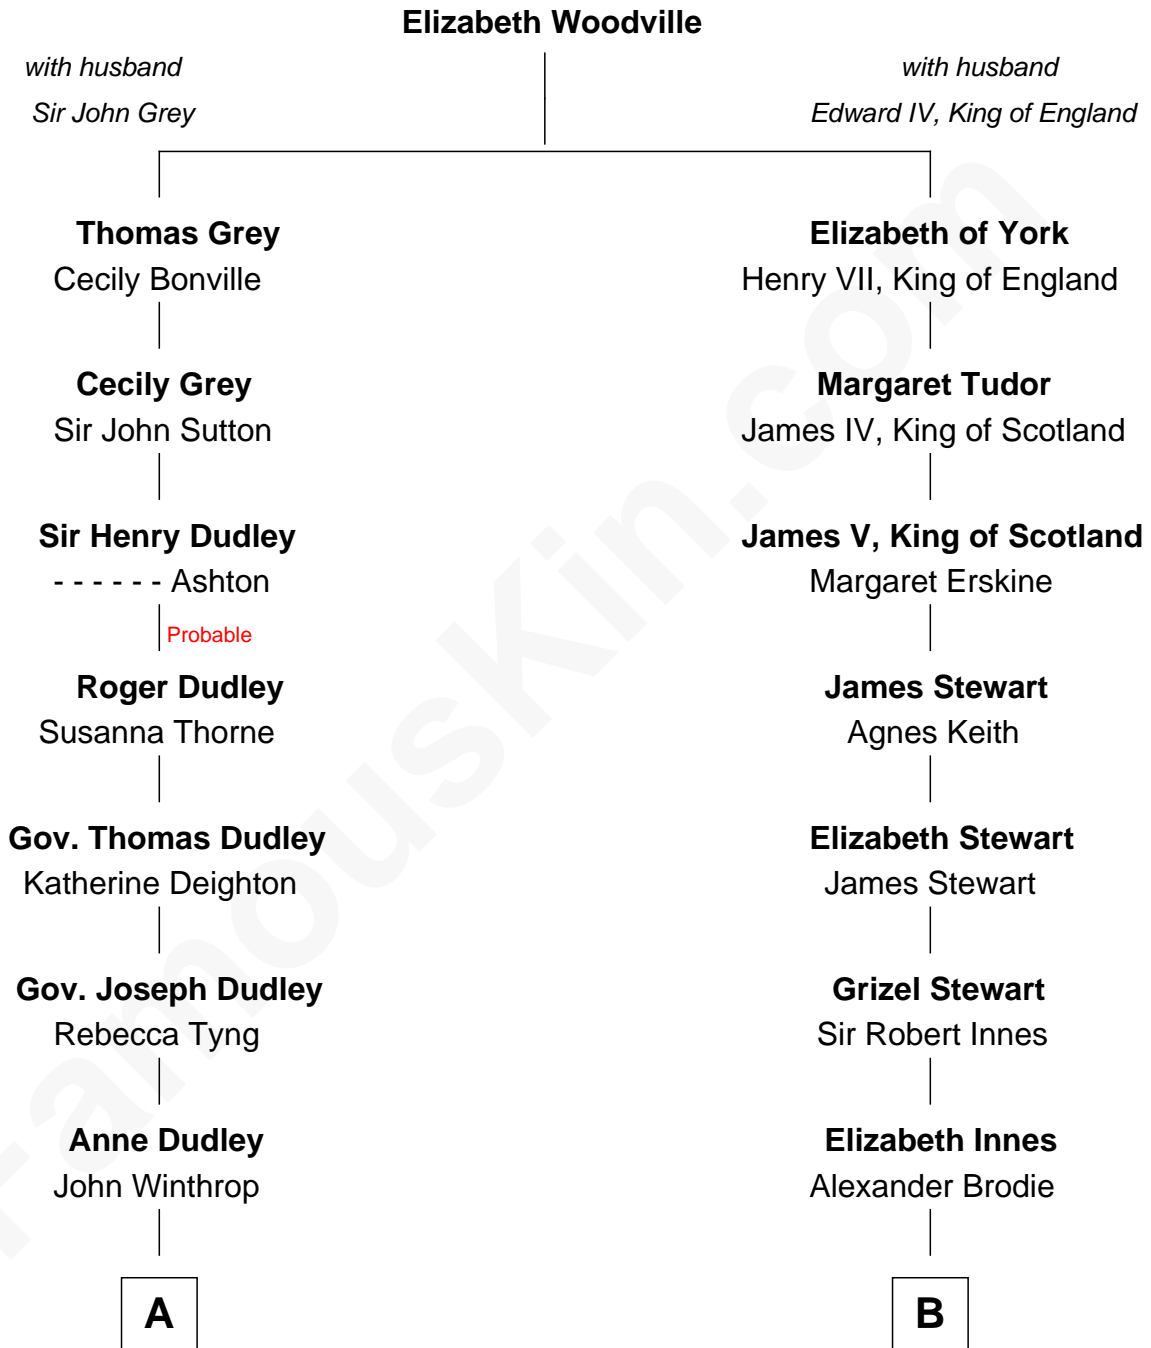 Elizabeth Woodville
with husband
Sir John Grey
with husband
Edward IV, King of England
Thomas Grey
Cecily Bonville
Elizabeth of York
Henry VII, King of England
Cecily Grey
Sir John Sutton
Margaret Tudor
James IV, King of Scotland
Sir Henry Dudley
- - - - - - Ashton
James V, King of Scotland
Margaret Erskine
Probable
Roger Dudley
Susanna Thorne
James Stewart
Agnes Keith
Gov. Thomas Dudley
Katherine Deighton
Elizabeth Stewart
James Stewart
Gov. Joseph Dudley
Rebecca Tyng
Grizel Stewart
Sir Robert Innes
Anne Dudley
John Winthrop
Elizabeth Innes
Alexander Brodie
A
B
FamousKin.com